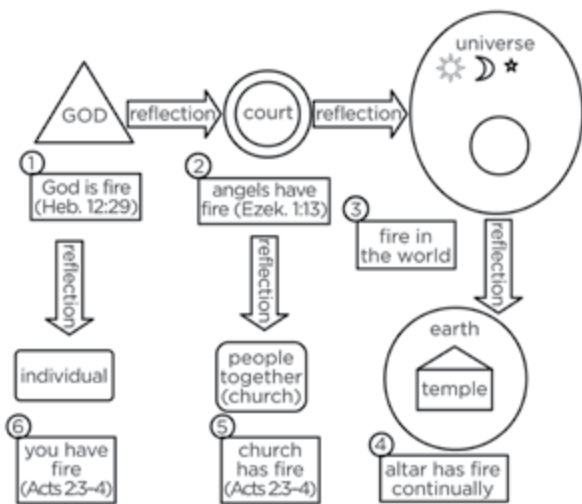 universe
GOD
reflection
court
reflection
1
God is fire
(Heb. 12:29)
2
angels have
fire (Ezek. 1:13)
3
fire in
the world
reflection
reflection
reflection
earth
temple
individual
people
together
(church)
6
you have
fire
(Acts 2:3–4)
5
church
has fire
(Acts 2:3–4)
4
altar has fire
continually